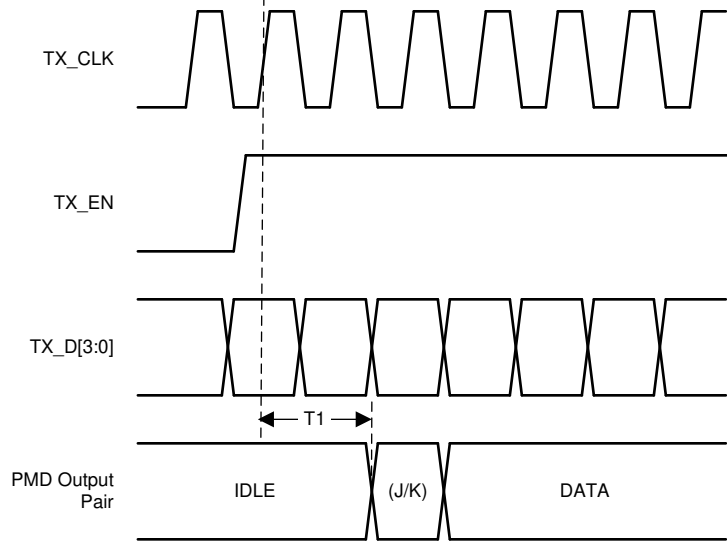 TX_CLK
TX_EN
TX_D[3:0]
T1
PMD Output
Pair
IDLE
(J/K)
DATA